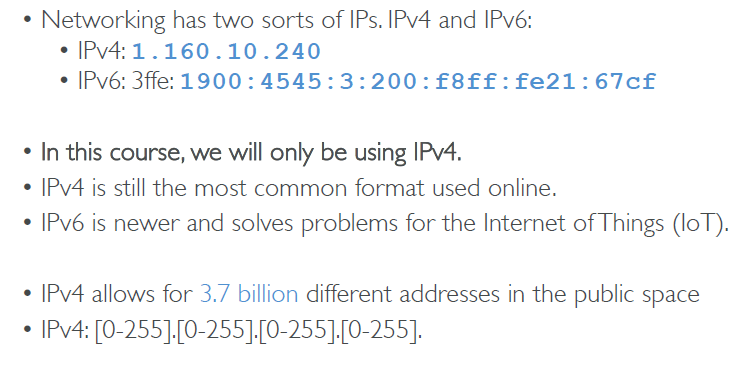 • Networking has two sorts of IPs. IPv4 and IPv6:
• IPv4: 1.160.10.240
• IPv6: 3ffe: 1900:4545:3:200:f8ff:fe21:67cf
• In this course, we will only be using IPv4.
• IPv4 is still the most common format used online.
• IPv6 is newer and solves problems for the Internet of Things (IoT).
• IPv4 allows for 3.7 billion different addresses in the public space
• IPv4: [0-255].[0-255].[0-255].[0-255].